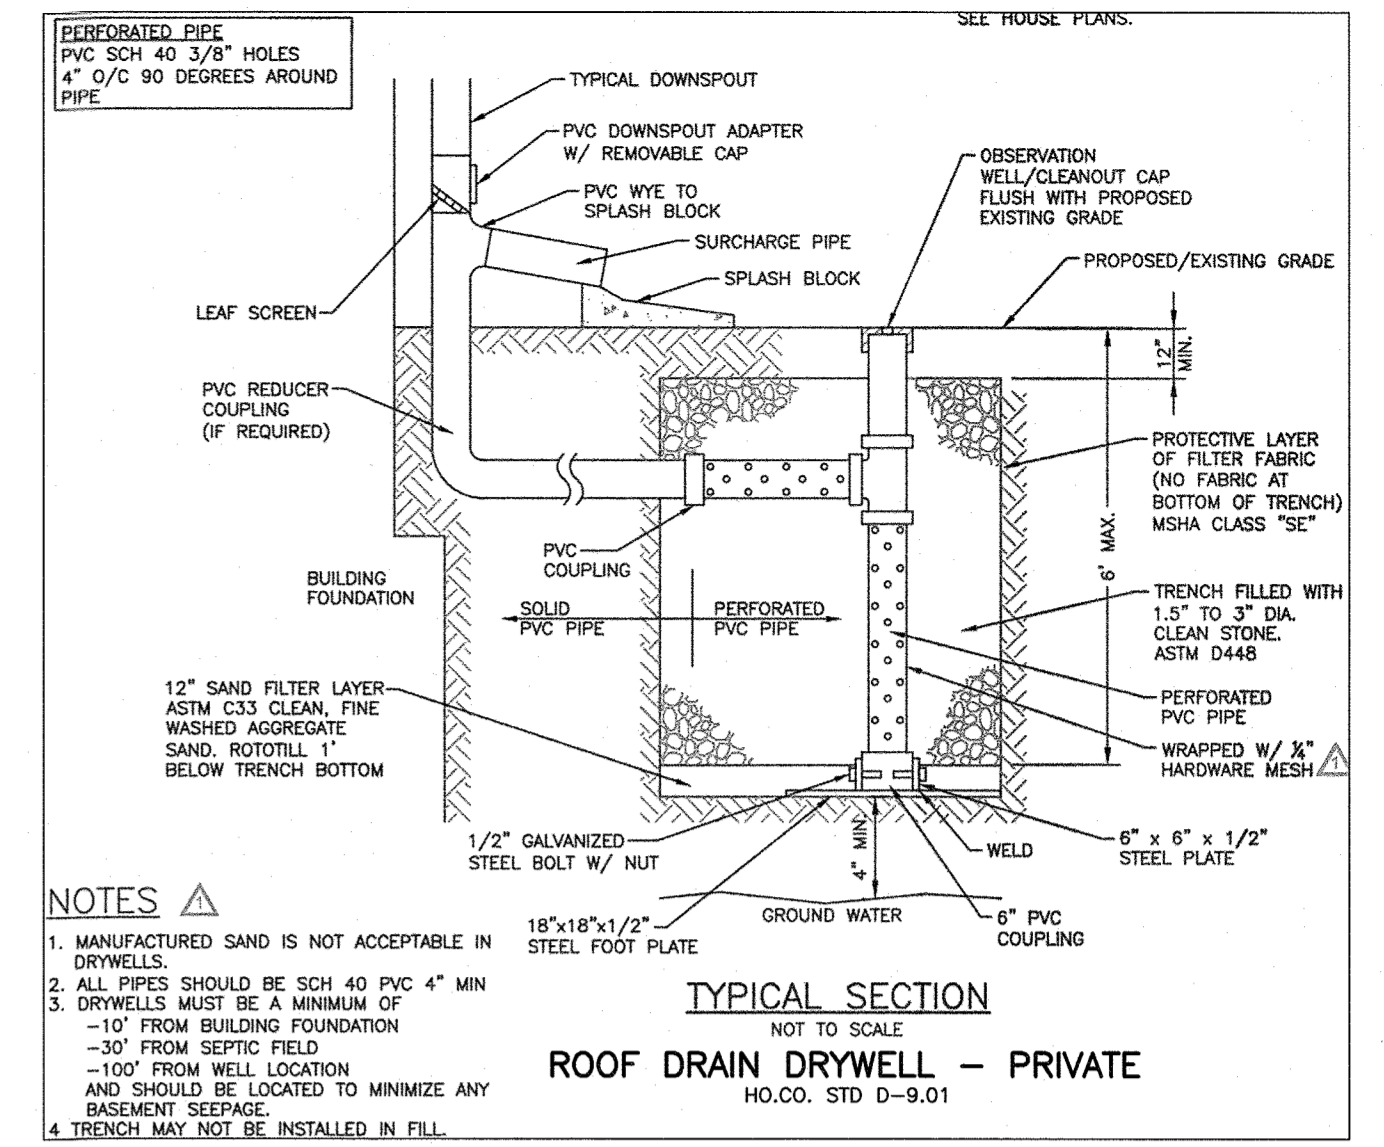 SEE HOUSE PLANS.
PERFORATED PIPE
PVC SCH 40 3/8" HOLES
4" O/C 90 DEGREES AROUND
PIPE
TYPICAL DOWNSPOUT
PVC DOWNSPOUT ADAPTER
W/ REMOVABLE CAP
PVC WYE TO
SPLASH BLOCK
SURCHARGE PIPE
SPLASH BLOCK
OBSERVATION
WELL/CLEANOUT CAP
FLUSH WITH PROPOSED
EXISTING GRADE
PROPOSED/EXISTING GRADE
LEAF SCREEN
12"
MIN.
PVC REDUCER
COUPLING
(IF REQUIRED)
PROTECTIVE LAYER
OF FILTER FABRIC
(NO FABRIC AT
BOTTOM OF TRENCH)
MSHA CLASS "SE"
6' MAX.
PVC
COUPLING
BUILDING
FOUNDATION
SOLID
PVC PIPE
PERFORATED
PVC PIPE
TRENCH FILLED WITH
1.5" TO 3" DIA.
CLEAN STONE.
ASTM D448
12" SAND FILTER LAYER
ASTM C33 CLEAN, FINE
WASHED AGGREGATE
SAND. ROTOTILL 1'
BELOW TRENCH BOTTOM
PERFORATED
PVC PIPE
WRAPPED W/ ¼"
HARDWARE MESH
1
1/2" GALVANIZED
STEEL BOLT W/ NUT
4" MIN.
WELD
6" x 6" x 1/2"
STEEL PLATE
18"x18"x1/2"
STEEL FOOT PLATE
GROUND WATER
6" PVC
COUPLING
NOTES
1
1. MANUFACTURED SAND IS NOT ACCEPTABLE IN
DRYWELLS.
2. ALL PIPES SHOULD BE SCH 40 PVC 4" MIN
3. DRYWELLS MUST BE A MINIMUM OF
-10' FROM BUILDING FOUNDATION
-30' FROM SEPTIC FIELD
-100' FROM WELL LOCATION
AND SHOULD BE LOCATED TO MINIMIZE ANY
BASEMENT SEEPAGE.
4 TRENCH MAY NOT BE INSTALLED IN FILL.
TYPICAL SECTION
NOT TO SCALE
ROOF DRAIN DRYWELL - PRIVATE
HO.CO. STD D-9.01